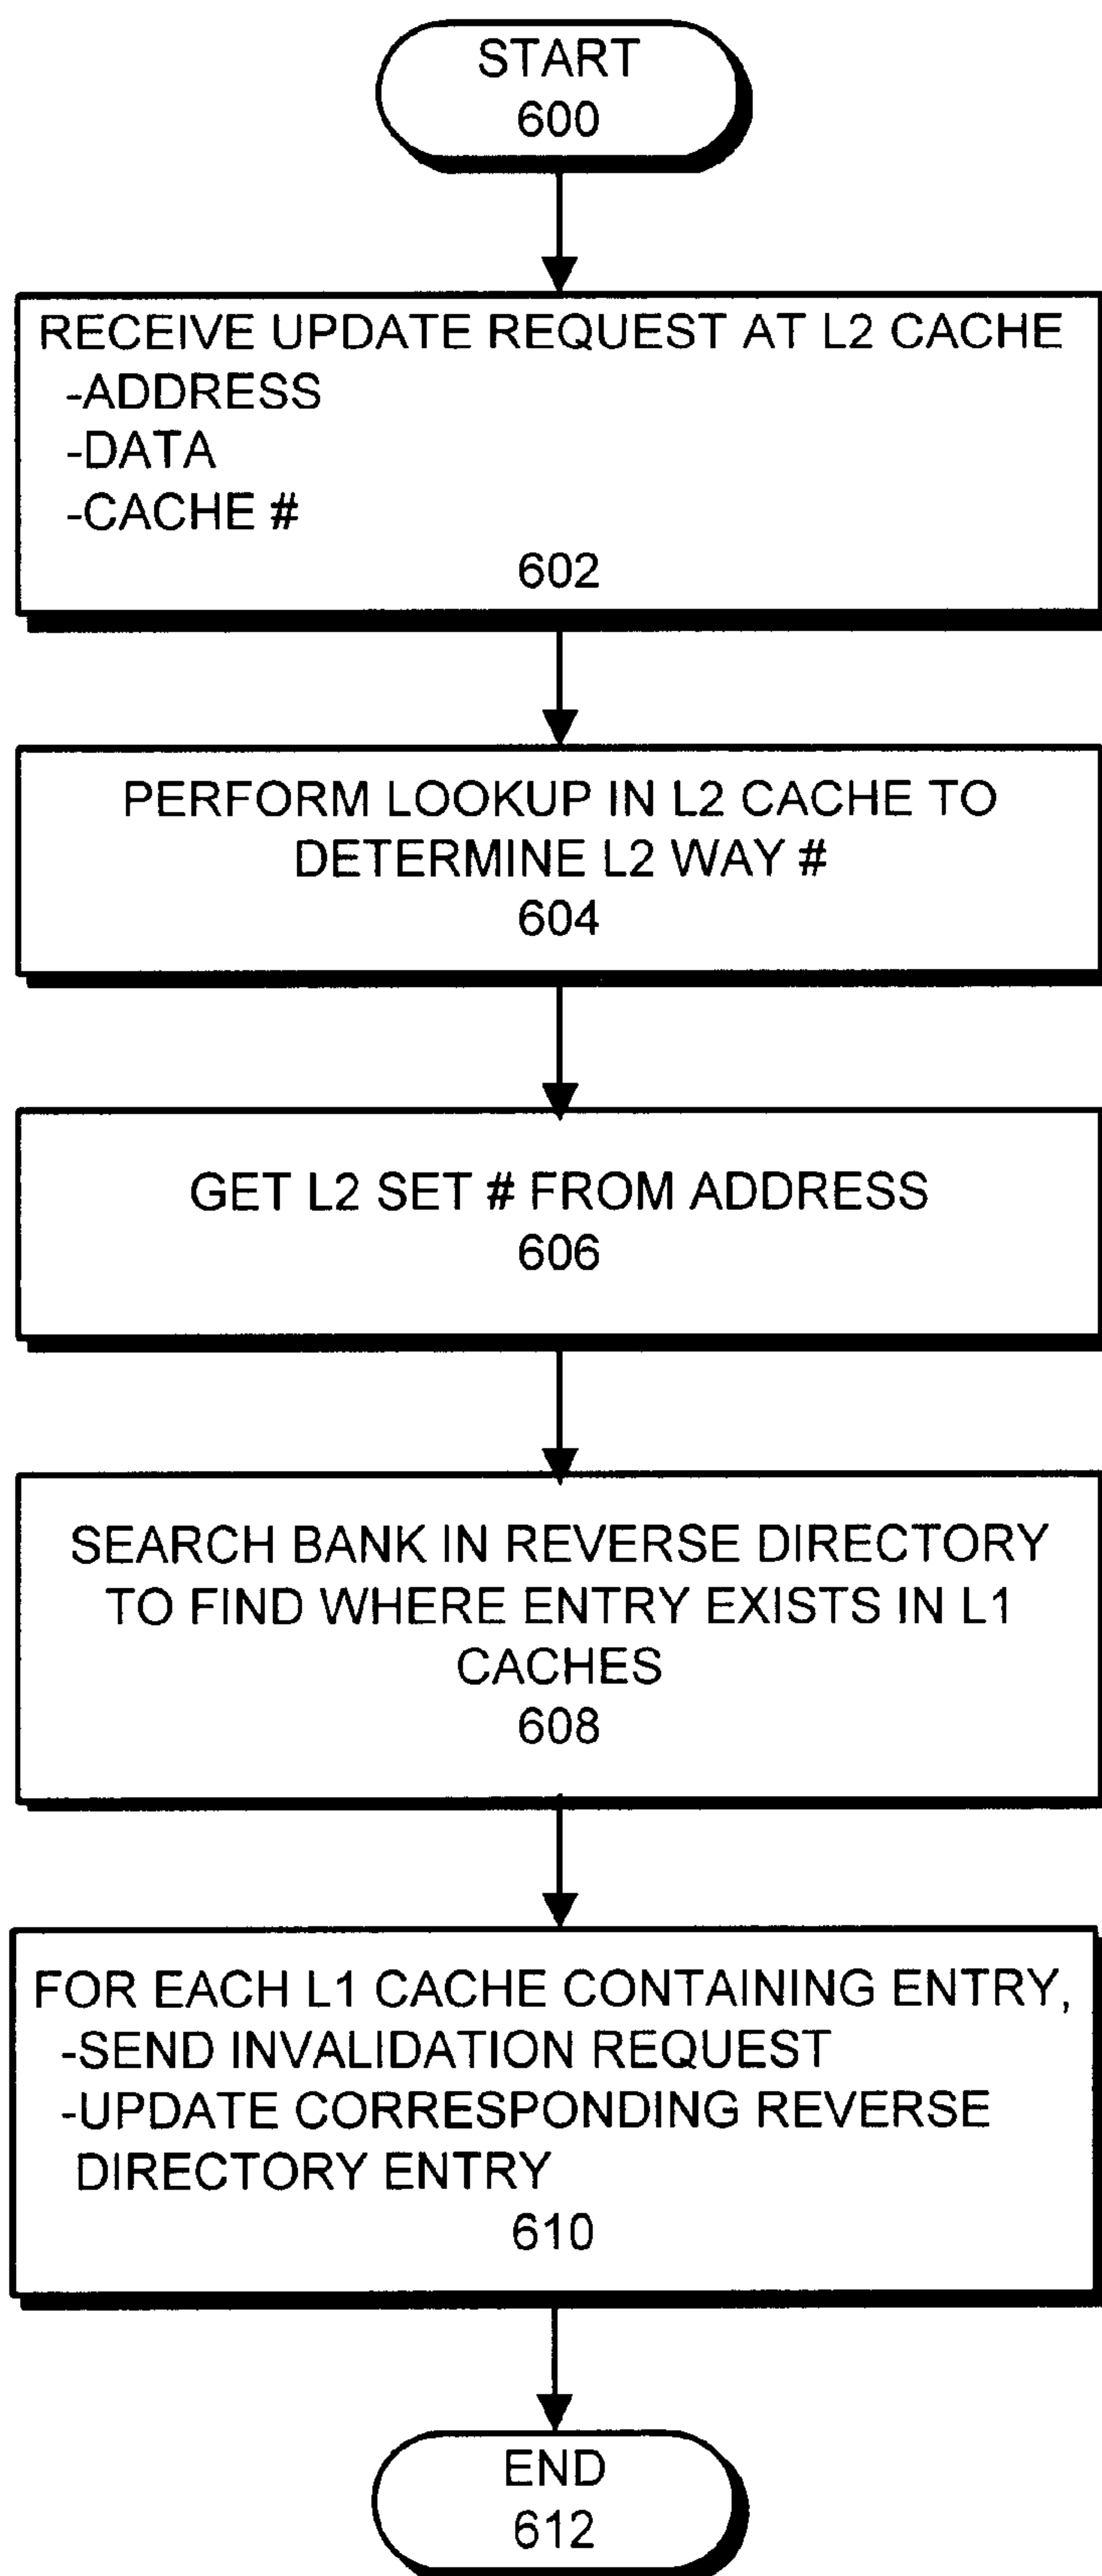 START
600
RECEIVE UPDATE REQUEST AT L2 CACHE
-ADDRESS
-DATA
-CACHE #
602
PERFORM LOOKUP IN L2 CACHE TO
DETERMINE L2 WAY #
604
GET L2 SET # FROM ADDRESS
606
SEARCH BANK IN REVERSE DIRECTORY
TO FIND WHERE ENTRY EXISTS IN L1
CACHES
608
FOR EACH L1 CACHE CONTAINING ENTRY,
-SEND INVALIDATION REQUEST
-UPDATE CORRESPONDING REVERSE
DIRECTORY ENTRY
610
END
612